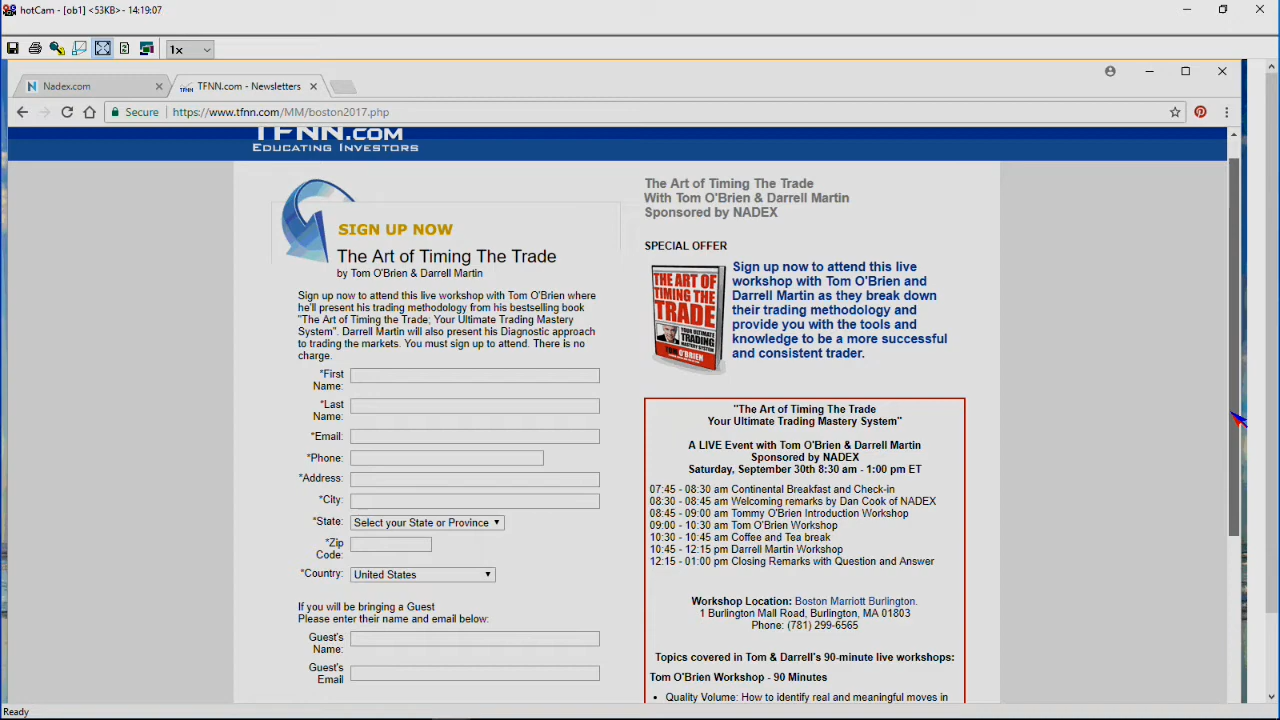 hotCam - [ob1] <53KB> - 14:19:07
1x
Nadex.com
TFNN.com - Newsletters
Secure
https://www.tfnn.com/MM/boston2017.php
TFNN.COM
EDUCATING INVESTORS
SIGN UP NOW
The Art of Timing The Trade
by Tom O'Brien & Darrell Martin
Sign up now to attend this live workshop with Tom O'Brien where
he'll present his trading methodology from his bestselling book
"The Art of Timing the Trade, Your Ultimate Trading Mastery
System". Darrell Martin will also present his Diagnostic approach
to trading the markets. You must sign up to attend. There is no
charge.
*First
Name:
*Last
Name:
*Email:
*Phone:
*Address:
*City:
*State:
Select your State or Province
*Zip
Code:
*Country:
United States
If you will be bringing a Guest
Please enter their name and email below:
Guest's
Name:
Guest's
Email
The Art of Timing The Trade
With Tom O'Brien & Darrell Martin
Sponsored by NADEX
SPECIAL OFFER
THE ART OF
TIMING THE
TRADE
YOUR ULTIMATE
TRADING MASTERY
SYSTEM
TOM O'BRIEN
Sign up now to attend this live
workshop with Tom O'Brien and
Darrell Martin as they break down
their trading methodology and
provide you with the tools and
knowledge to be a more successful
and consistent trader.
"The Art of Timing The Trade
Your Ultimate Trading Mastery System"
A LIVE Event with Tom O'Brien & Darrell Martin
Sponsored by NADEX
Saturday, September 30th 8:30 am - 1:00 pm ET
07:45 - 08:30 am Continental Breakfast and Check-in
08:30 - 08:45 am Welcoming remarks by Dan Cook of NADEX
08:45 - 09:00 am Tommy O'Brien Introduction Workshop
09:00 - 10:30 am Tom O'Brien Workshop
10:30 - 10:45 am Coffee and Tea break
10:45 - 12:15 pm Darrell Martin Workshop
12:15 - 01:00 pm Closing Remarks with Question and Answer
Workshop Location: Boston Marriott Burlington.
1 Burlington Mall Road, Burlington, MA 01803
Phone: (781) 299-6565
Topics covered in Tom & Darrell's 90-minute live workshops:
Tom O'Brien Workshop - 90 Minutes
• Quality Volume: How to identify real and meaningful moves in
Ready